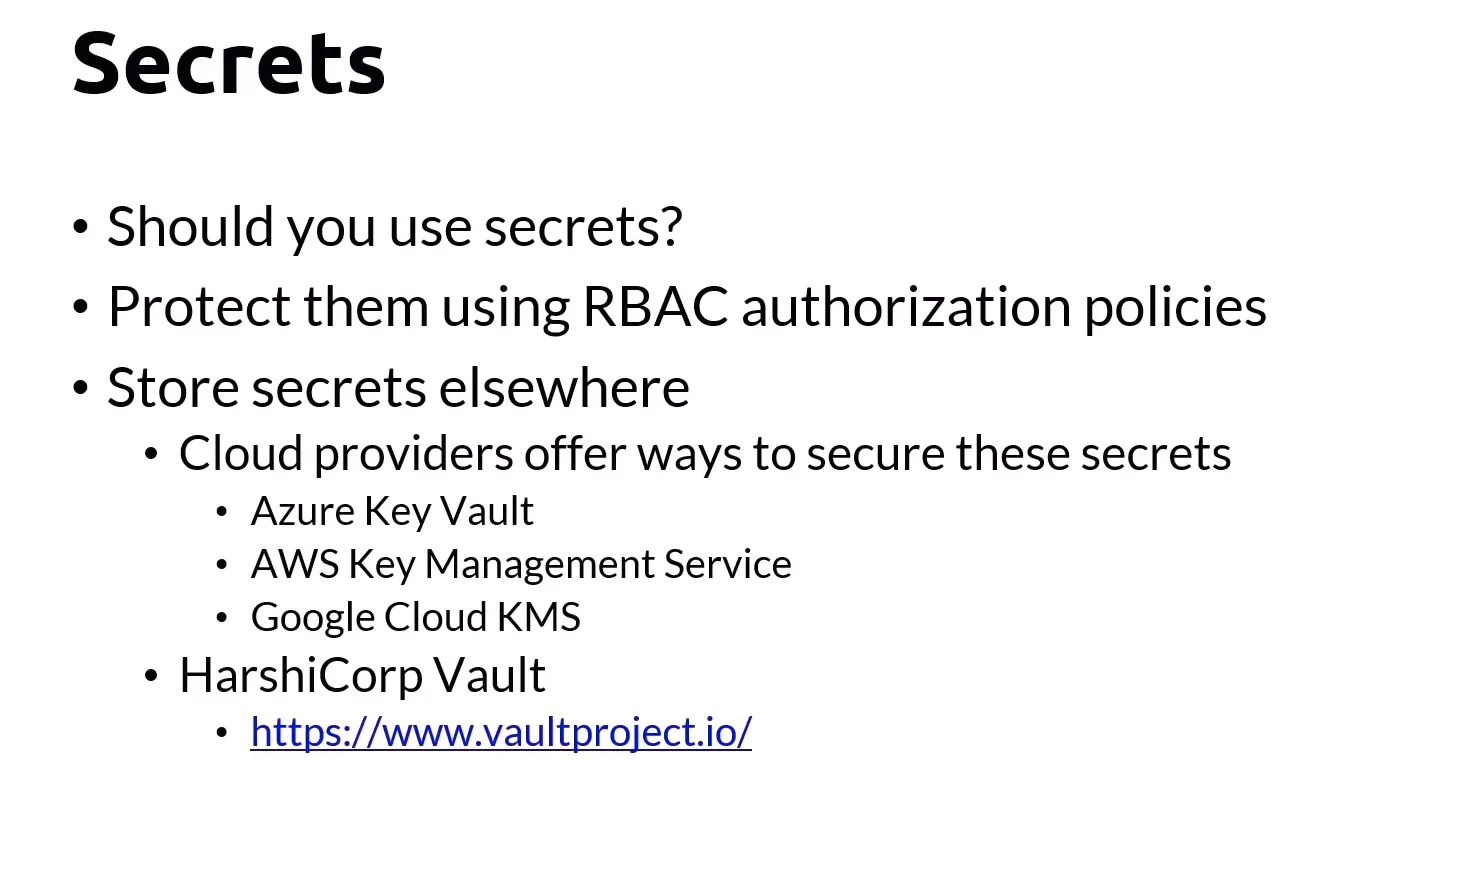 Secrets
• Should you use secrets?
• Protect them using RBAC authorization policies
• Store secrets elsewhere
• Cloud providers offer ways to secure these secrets
• Azure Key Vault
• AWS Key Management Service
• Google Cloud KMS
• HarshiCorp Vault
• https://www.vaultproject.io/